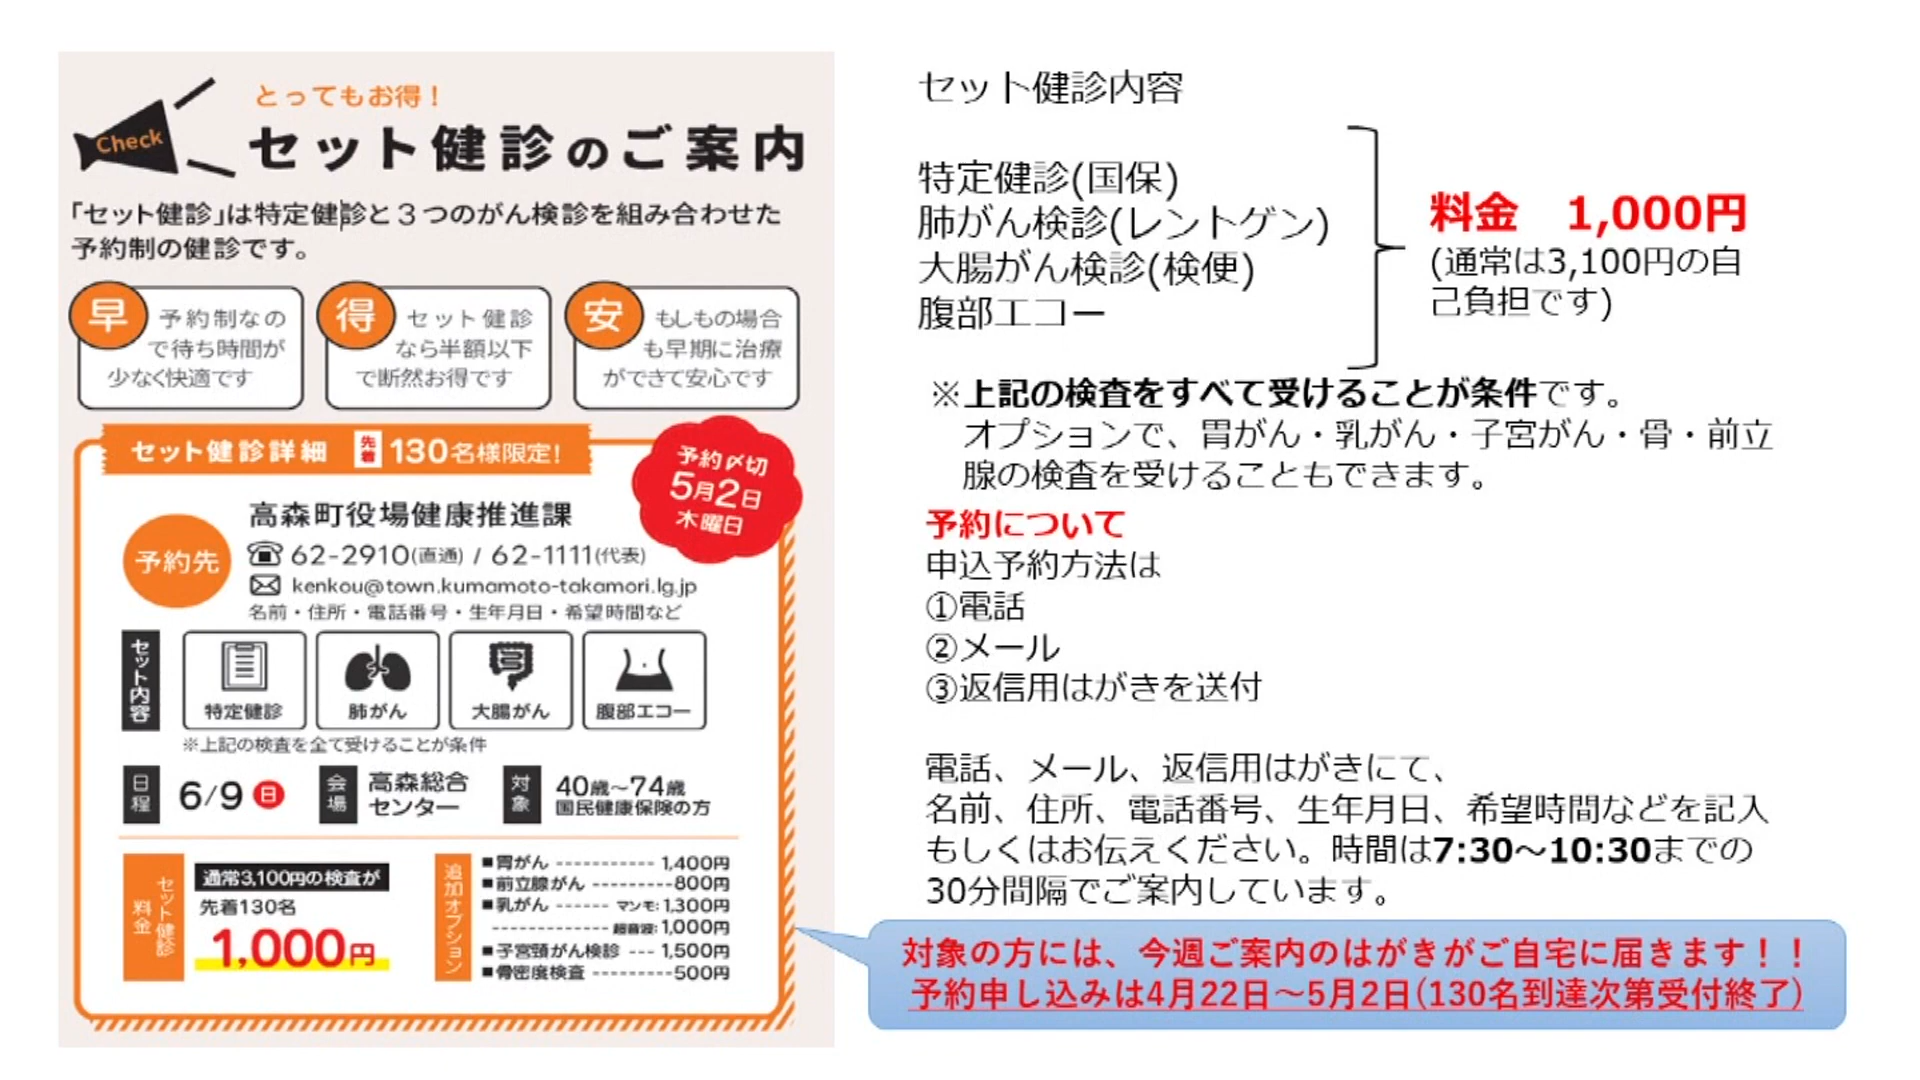 とってもお得！
Check
セット健診のご案内
「セット健診」は特定健診と３つのがん検診を組み合わせた
予約制の健診です。
早
予約制なの
で待ち時間が
少なく快適です
得
セット健診
なら半額以下
で断然お得です
安
もしもの場合
も早期に治療
ができて安心です
セット健診詳細 先着 130名様限定！
予約〆切
5月2日
木曜日
予約先
高森町役場健康推進課
☎ 62-2910(直通) / 62-1111(代表)
✉ kenkou@town.kumamoto-takamori.lg.jp
名前・住所・電話番号・生年月日・希望時間など
セット内容
特定健診
肺がん
大腸がん
腹部エコー
※上記の検査を全て受けることが条件
日程
6/9 日
会場
高森総合
センター
対象
40歳～74歳
国民健康保険の方
セット健診
料金
通常3,100円の検査が
先着130名
1,000円
追加オプション
■胃がん ----------- 1,400円
■前立腺がん ---------800円
■乳がん ------ マンモ: 1,300円
------------- 超音波: 1,000円
■子宮頸がん検診 --- 1,500円
■骨密度検査 ---------500円
セット健診内容
特定健診(国保)
肺がん検診(レントゲン)
大腸がん検診(検便)
腹部エコー
料金　1,000円
(通常は3,100円の自
己負担です)
※上記の検査をすべて受けることが条件です。
オプションで、胃がん・乳がん・子宮がん・骨・前立
腺の検査を受けることもできます。
予約について
申込予約方法は
①電話
②メール
③返信用はがきを送付
電話、メール、返信用はがきにて、
名前、住所、電話番号、生年月日、希望時間などを記入
もしくはお伝えください。時間は7:30～10:30までの
30分間隔でご案内しています。
対象の方には、今週ご案内のはがきがご自宅に届きます！！
予約申し込みは4月22日～5月2日(130名到達次第受付終了)